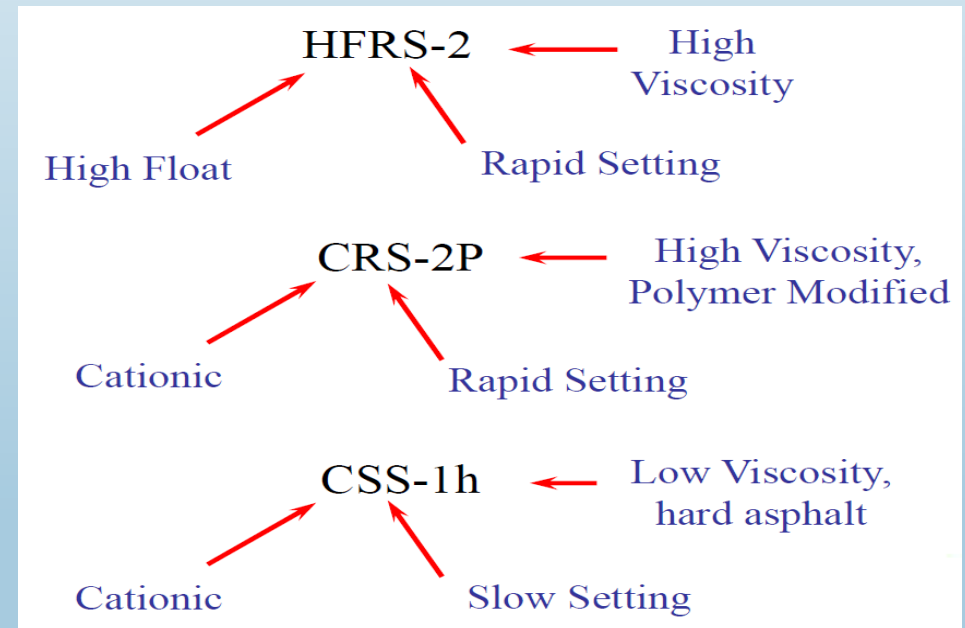 HFRS-2
High
Viscosity
High Float
Rapid Setting
CRS-2P
High Viscosity,
Polymer Modified
Cationic
Rapid Setting
CSS-1h
Low Viscosity,
hard asphalt
Cationic
Slow Setting